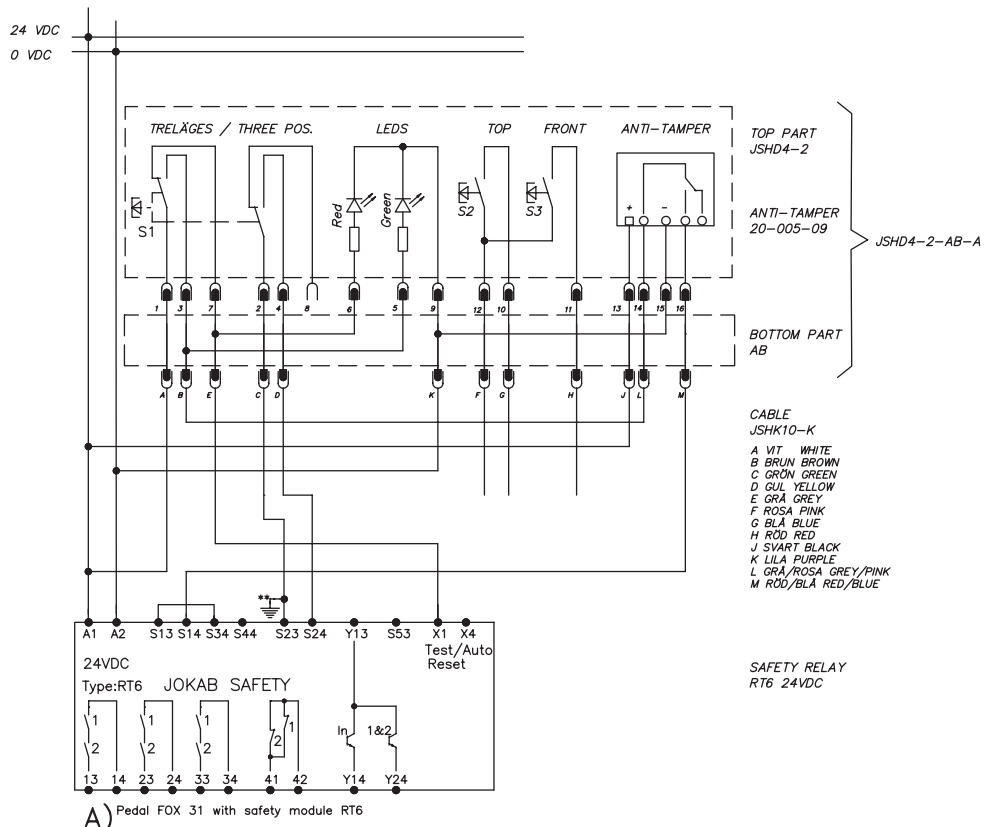 24 VDC
0 VDC
TRELÄGES / THREE POS.
LEDS
TOP
FRONT
ANTI-TAMPER
TOP PART
JSHD4-2
ANTI-TAMPER
20-005-09
JSHD4-2-AB-A
S1
Red
Green
S2
S3
+
-
1 3 7 2 4 8 6 5 9 12 10 11 13 14 15 16
BOTTOM PART
AB
A B E C D K F G H J L M
CABLE
JSHK10-K
A VIT WHITE
B BRUN BROWN
C GRÖN GREEN
D GUL YELLOW
E GRÅ GREY
F ROSA PINK
G BLÅ BLUE
H RÖD RED
J SVART BLACK
K LILA PURPLE
L GRÅ/ROSA GREY/PINK
M RÖD/BLÅ RED/BLUE
**
A1 A2 S13 S14 S34 S44 S23 S24 Y13 S53 X1 X4
Test/Auto
Reset
24VDC
Type:RT6 JOKAB SAFETY
SAFETY RELAY
RT6 24VDC
1 1 1 1
2 2 2 2
In 1&2
13 14 23 24 33 34 41 42 Y14 Y24
A) Pedal FOX 31 with safety module RT6